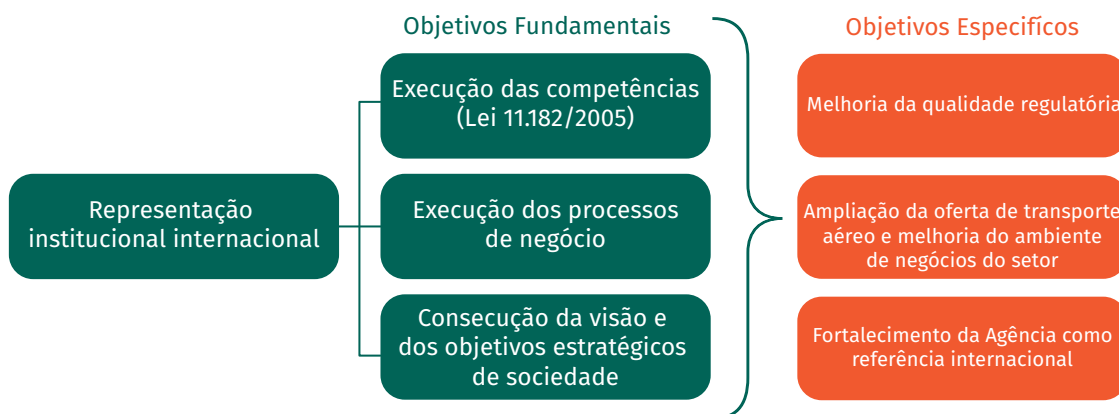 Objetivos Fundamentais
Objetivos Especifícos
Representação
institucional internacional
Execução das competências
(Lei 11.182/2005)
Execução dos processos
de negócio
Consecução da visão e
dos objetivos estratégicos
de sociedade
Melhoria da qualidade regulatória
Ampliação da oferta de transporte
aéreo e melhoria do ambiente
de negócios do setor
Fortalecimento da Agência como
referência internacional